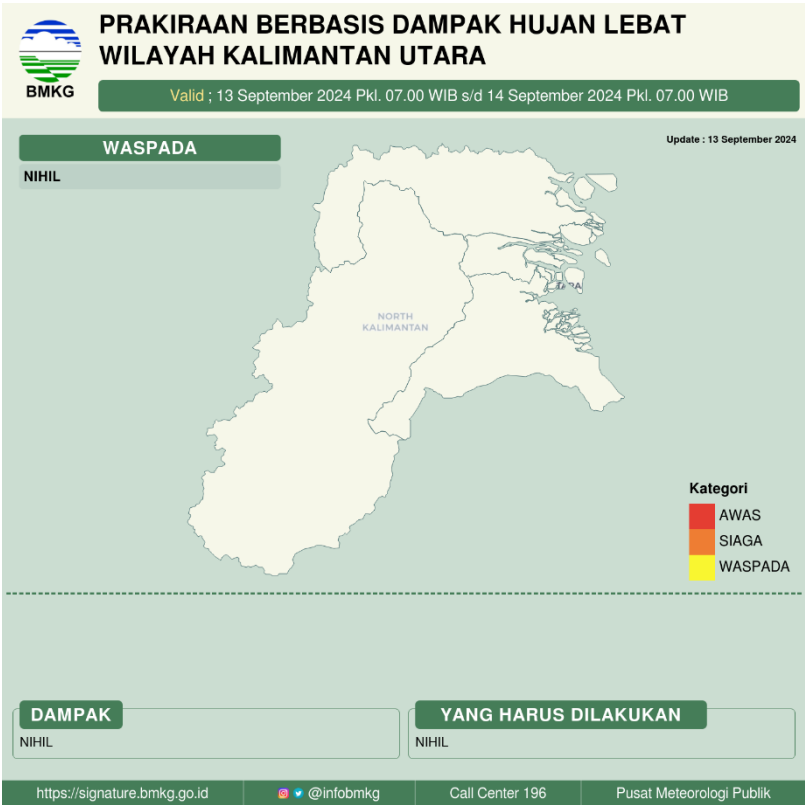 BMKG
PRAKIRAAN BERBASIS DAMPAK HUJAN LEBAT
WILAYAH KALIMANTAN UTARA
Valid ; 13 September 2024 Pkl. 07.00 WIB s/d 14 September 2024 Pkl. 07.00 WIB
Update : 13 September 2024
WASPADA
NIHIL
NORTH
KALIMANTAN
Kategori
AWAS
SIAGA
WASPADA
DAMPAK
NIHIL
YANG HARUS DILAKUKAN
NIHIL
https://signature.bmkg.go.id
@infobmkg
Call Center 196
Pusat Meteorologi Publik